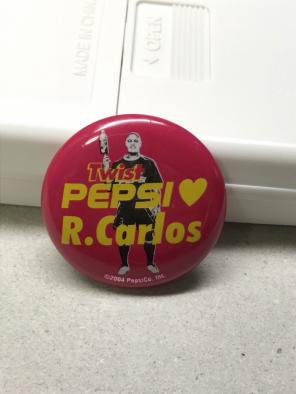 MADE IN CHINA
OPEN
Twist
PEPSI♥
R.Carlos
©2004 PepsiCo, Inc.